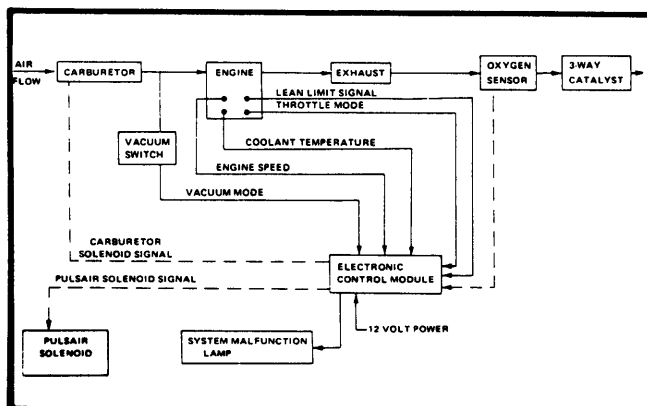 AIR
FLOW
CARBURETOR
ENGINE
EXHAUST
OXYGEN
SENSOR
3-WAY
CATALYST
LEAN LIMIT SIGNAL
THROTTLE MODE
VACUUM
SWITCH
COOLANT TEMPERATURE
ENGINE SPEED
VACUUM MODE
CARBURETOR
SOLENOID SIGNAL
ELECTRONIC
CONTROL MODULE
PULSAIR SOLENOID SIGNAL
12 VOLT POWER
PULSAIR
SOLENOID
SYSTEM MALFUNCTION
LAMP